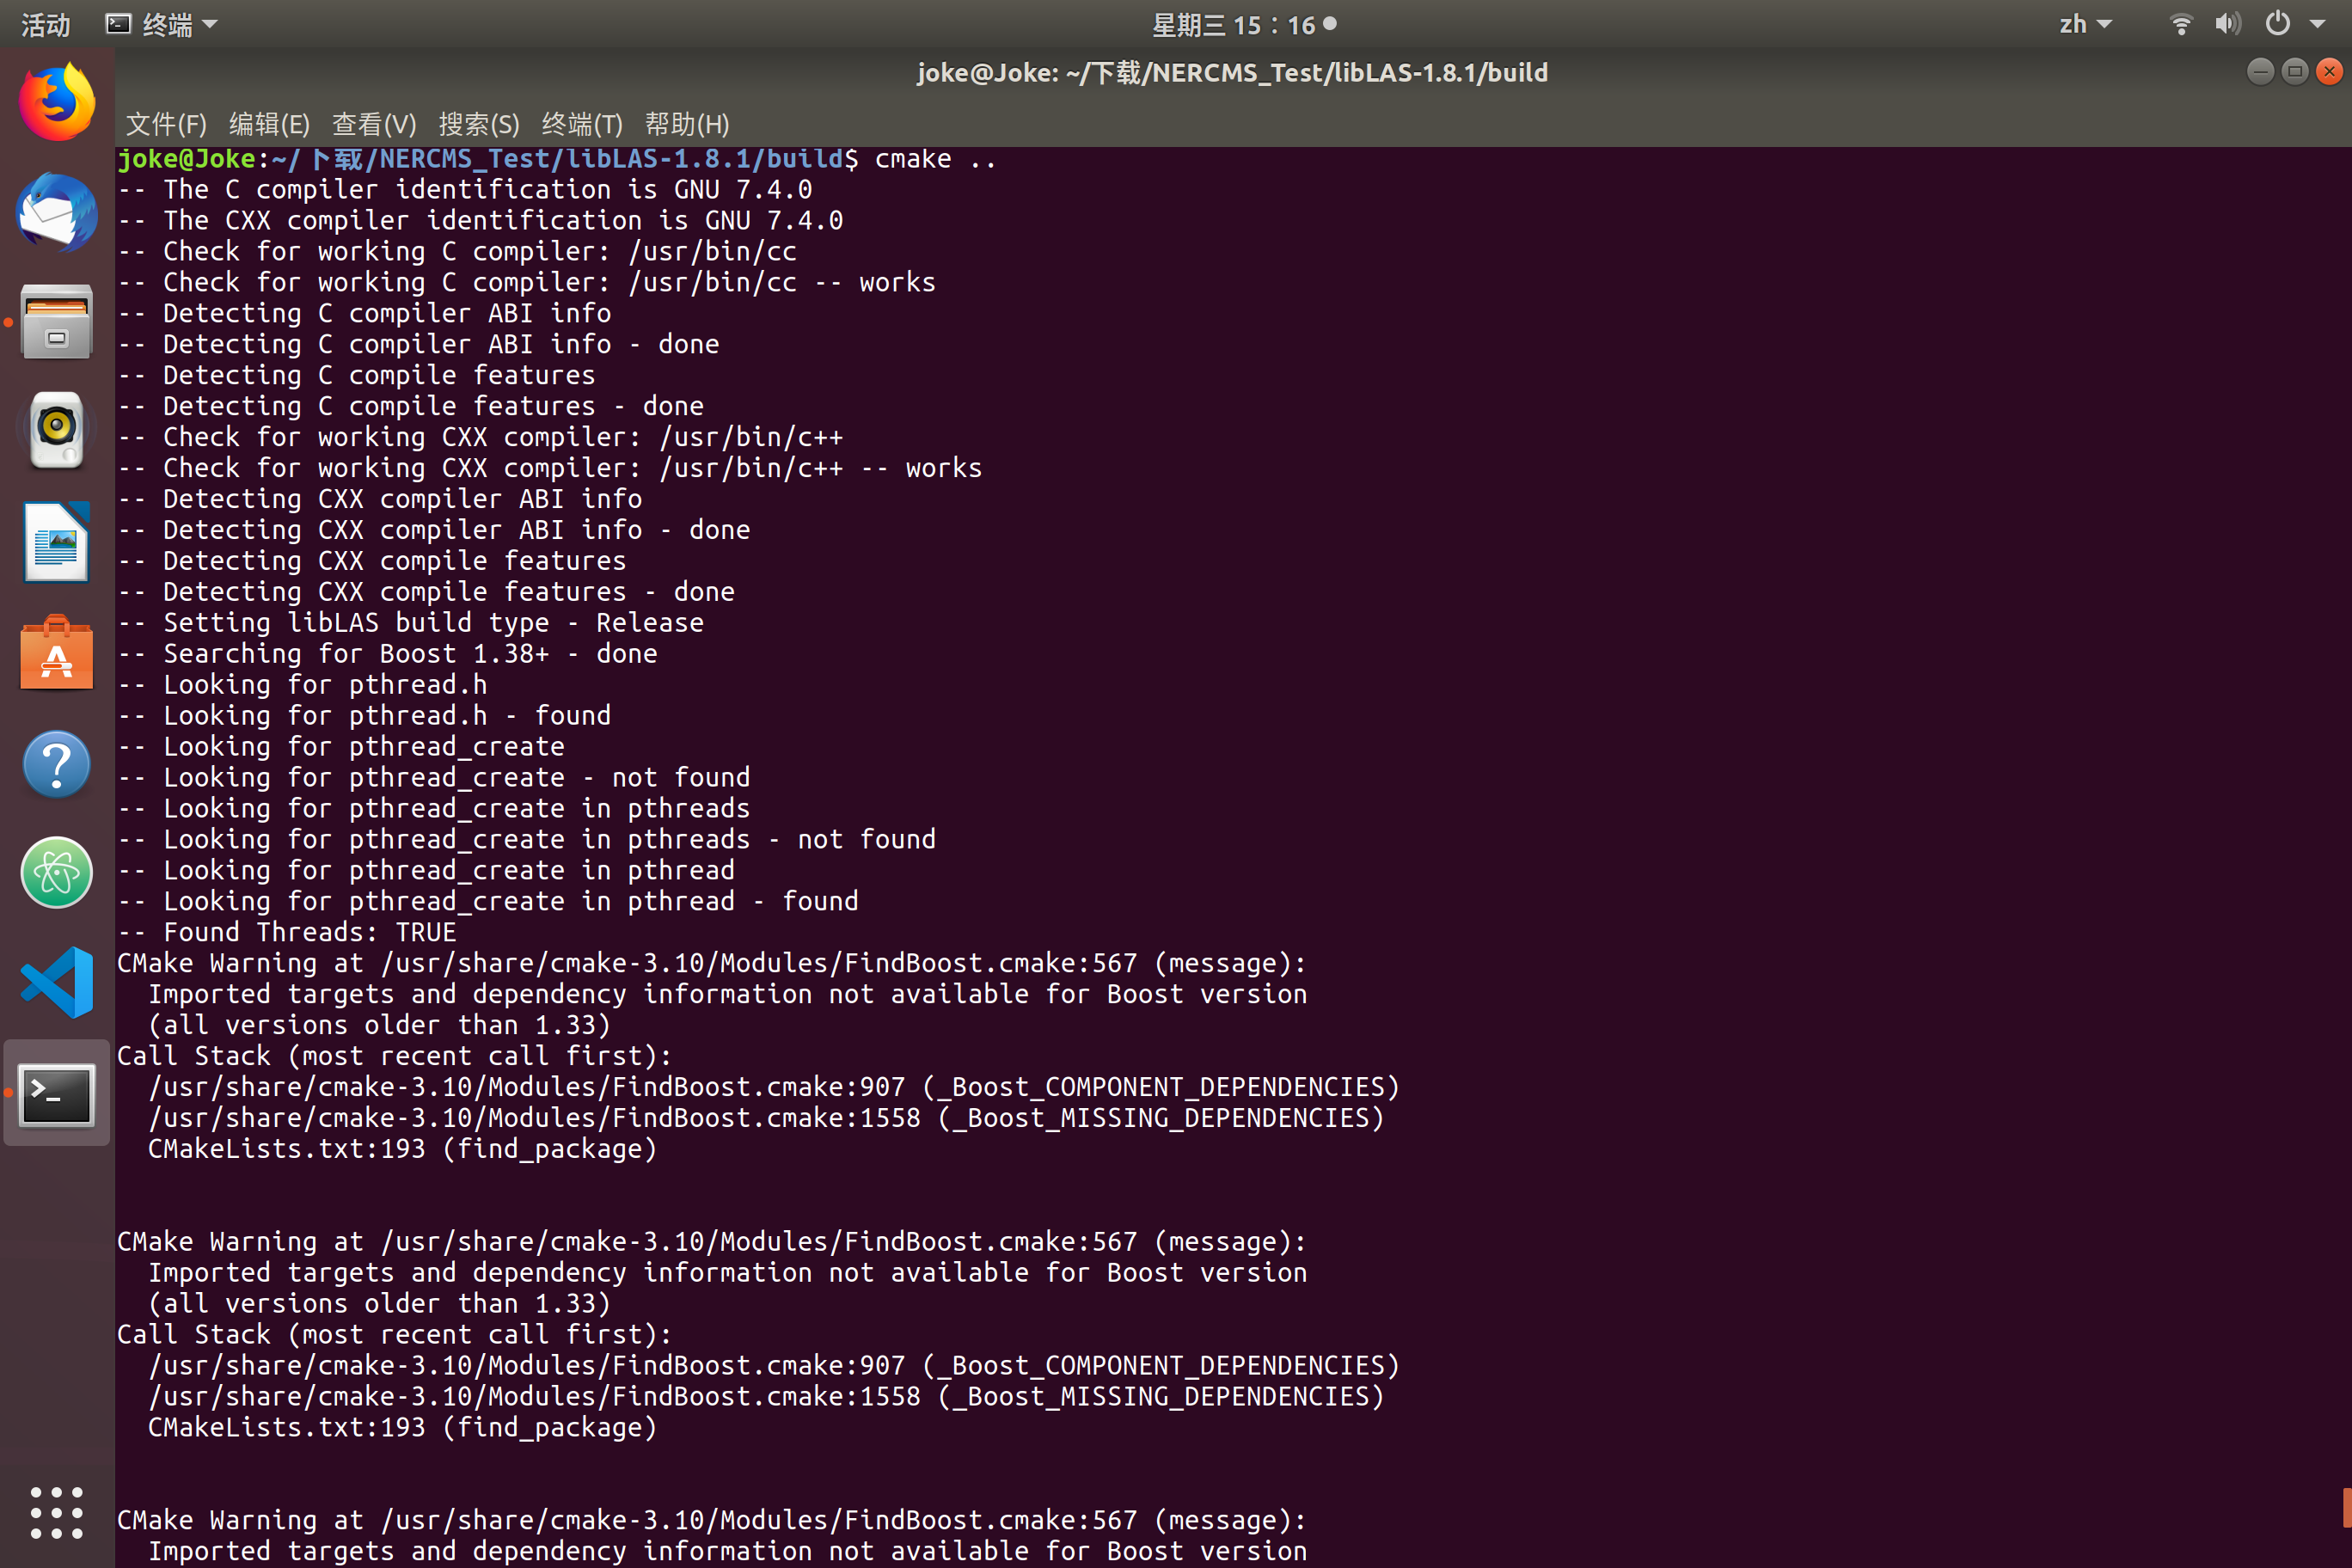 活动 终端 星期三 15：16 zh
joke@Joke: ~/下载/NERCMS_Test/libLAS-1.8.1/build
文件(F) 编辑(E) 查看(V) 搜索(S) 终端(T) 帮助(H)
joke@Joke:~/下载/NERCMS_Test/libLAS-1.8.1/build$ cmake ..
-- The C compiler identification is GNU 7.4.0
-- The CXX compiler identification is GNU 7.4.0
-- Check for working C compiler: /usr/bin/cc
-- Check for working C compiler: /usr/bin/cc -- works
-- Detecting C compiler ABI info
-- Detecting C compiler ABI info - done
-- Detecting C compile features
-- Detecting C compile features - done
-- Check for working CXX compiler: /usr/bin/c++
-- Check for working CXX compiler: /usr/bin/c++ -- works
-- Detecting CXX compiler ABI info
-- Detecting CXX compiler ABI info - done
-- Detecting CXX compile features
-- Detecting CXX compile features - done
-- Setting libLAS build type - Release
-- Searching for Boost 1.38+ - done
-- Looking for pthread.h
-- Looking for pthread.h - found
-- Looking for pthread_create
-- Looking for pthread_create - not found
-- Looking for pthread_create in pthreads
-- Looking for pthread_create in pthreads - not found
-- Looking for pthread_create in pthread
-- Looking for pthread_create in pthread - found
-- Found Threads: TRUE
CMake Warning at /usr/share/cmake-3.10/Modules/FindBoost.cmake:567 (message):
  Imported targets and dependency information not available for Boost version
  (all versions older than 1.33)
Call Stack (most recent call first):
  /usr/share/cmake-3.10/Modules/FindBoost.cmake:907 (_Boost_COMPONENT_DEPENDENCIES)
  /usr/share/cmake-3.10/Modules/FindBoost.cmake:1558 (_Boost_MISSING_DEPENDENCIES)
  CMakeLists.txt:193 (find_package)
CMake Warning at /usr/share/cmake-3.10/Modules/FindBoost.cmake:567 (message):
  Imported targets and dependency information not available for Boost version
  (all versions older than 1.33)
Call Stack (most recent call first):
  /usr/share/cmake-3.10/Modules/FindBoost.cmake:907 (_Boost_COMPONENT_DEPENDENCIES)
  /usr/share/cmake-3.10/Modules/FindBoost.cmake:1558 (_Boost_MISSING_DEPENDENCIES)
  CMakeLists.txt:193 (find_package)
CMake Warning at /usr/share/cmake-3.10/Modules/FindBoost.cmake:567 (message):
  Imported targets and dependency information not available for Boost version